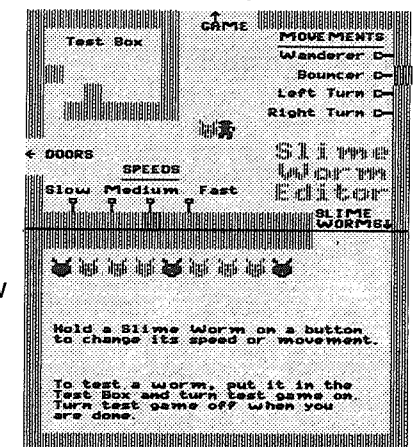 ↑
GAME
Test Box
MOVEMENTS
Wanderer
Bouncer
Left Turn
Right Turn
← DOORS
SPEEDS
Slow Medium Fast
Slime
Worm
Editor
SLIME
WORMS↓
Hold a Slime Worm on a button
to change its speed or movement.
To test a worm, put it in the
Test Box and turn test game on.
Turn test game off when you
are done.